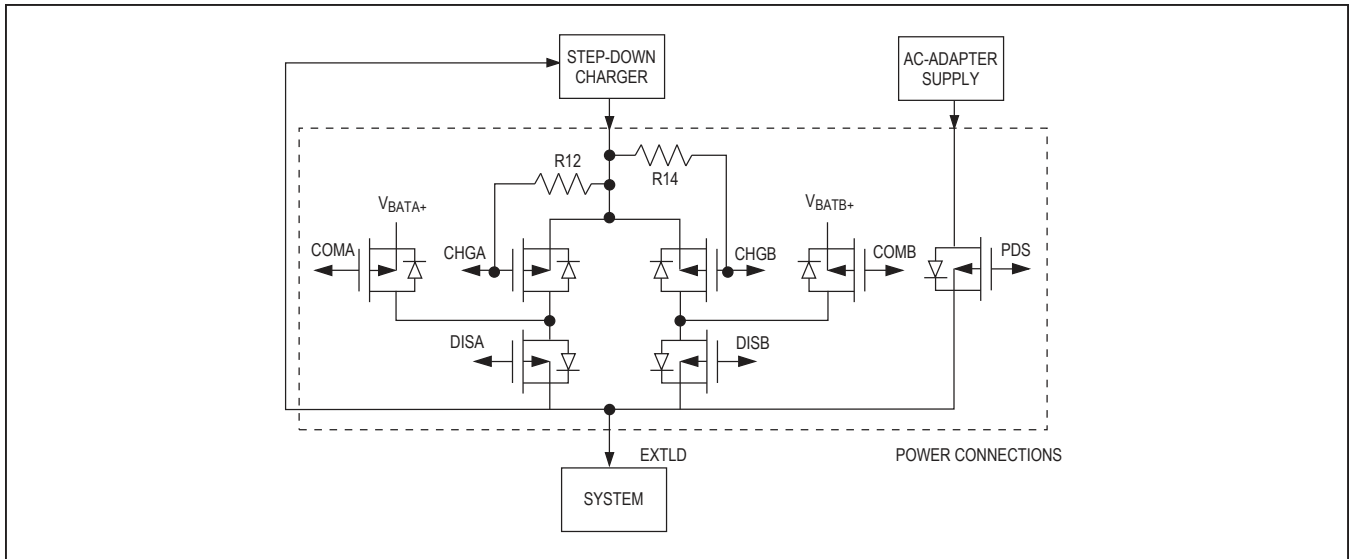 STEP-DOWN
CHARGER
AC-ADAPTER
SUPPLY
R12
R14
VBATA+
VBATB+
COMA
CHGA
CHGB
COMB
PDS
DISA
DISB
EXTLD
POWER CONNECTIONS
SYSTEM